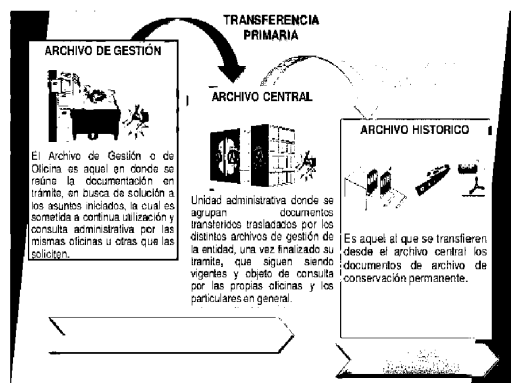 TRANSFERENCIA
PRIMARIA
ARCHIVO DE GESTIÓN
El Archivo de Gestión o de
Oficina es aquel en donde se
reúne la documentación en
trámite, en busca de solución a
los asuntos iniciados, la cual es
sometida a continua utilización y
consulta administrativa por las
mismas oficinas u otras que las
soliciten.
ARCHIVO CENTRAL
Unidad administrativa donde se
agrupan documentos
transferidos trasladados por los
distintos archivos de gestión de
la entidad, una vez finalizado su
tramite, que siguen siendo
vigentes y objeto de consulta
por las propias oficinas y los
particulares en general.
ARCHIVO HISTORICO
Es aquel al que se transfieren
desde el archivo central los
documentos de archivo de
conservación permanente.